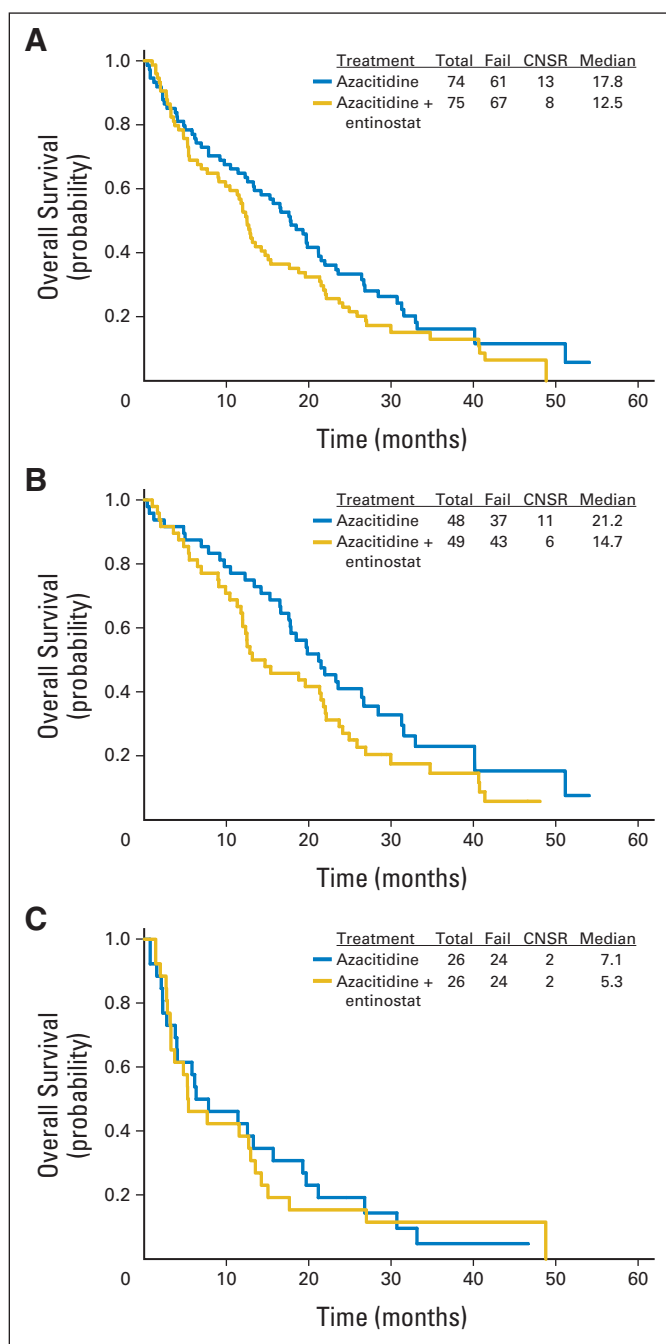 A
Treatment Total Fail CNSR Median
Azacitidine 74 61 13 17.8
Azacitidine + 75 67 8 12.5
entinostat
Overall Survival
(probability)
1.0
0.8
0.6
0.4
0.2
0 10 20 30 40 50 60
Time (months)
B
Treatment Total Fail CNSR Median
Azacitidine 48 37 11 21.2
Azacitidine + 49 43 6 14.7
entinostat
Overall Survival
(probability)
1.0
0.8
0.6
0.4
0.2
0 10 20 30 40 50 60
Time (months)
C
Treatment Total Fail CNSR Median
Azacitidine 26 24 2 7.1
Azacitidine + 26 24 2 5.3
entinostat
Overall Survival
(probability)
1.0
0.8
0.6
0.4
0.2
0 10 20 30 40 50 60
Time (months)